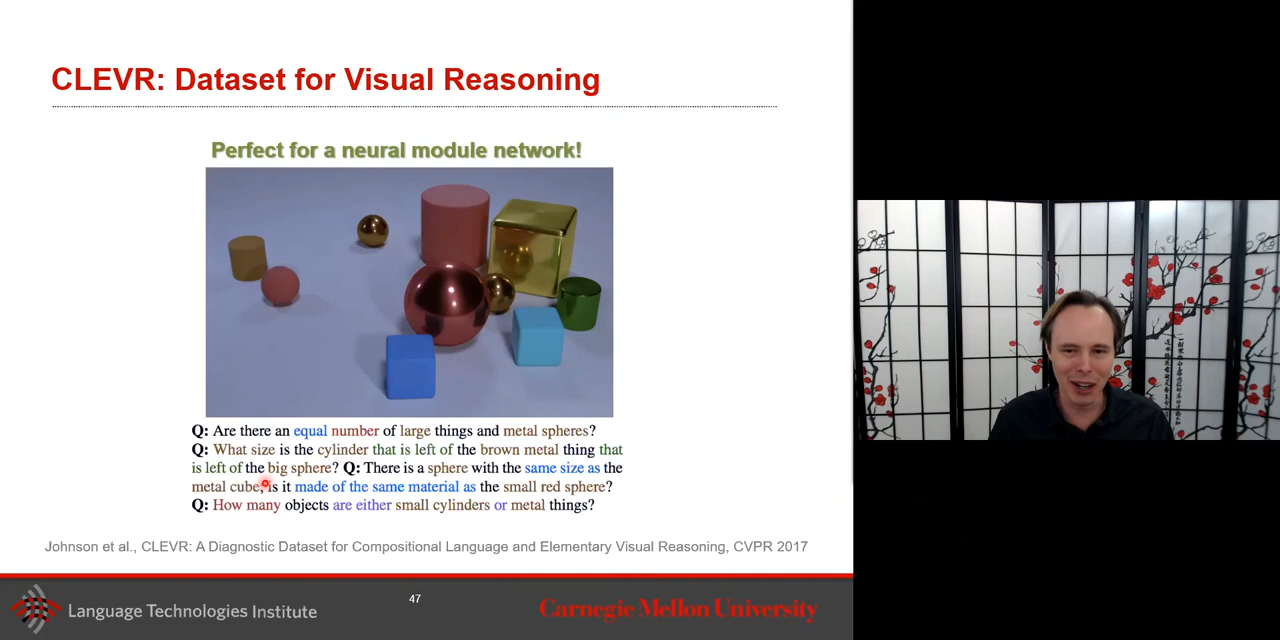 CLEVR: Dataset for Visual Reasoning
Perfect for a neural module network!
Q: Are there an equal number of large things and metal spheres?
Q: What size is the cylinder that is left of the brown metal thing that
is left of the big sphere? Q: There is a sphere with the same size as the
metal cube; is it made of the same material as the small red sphere?
Q: How many objects are either small cylinders or metal things?
Johnson et al., CLEVR: A Diagnostic Dataset for Compositional Language and Elementary Visual Reasoning, CVPR 2017
Language Technologies Institute
47
Carnegie Mellon University